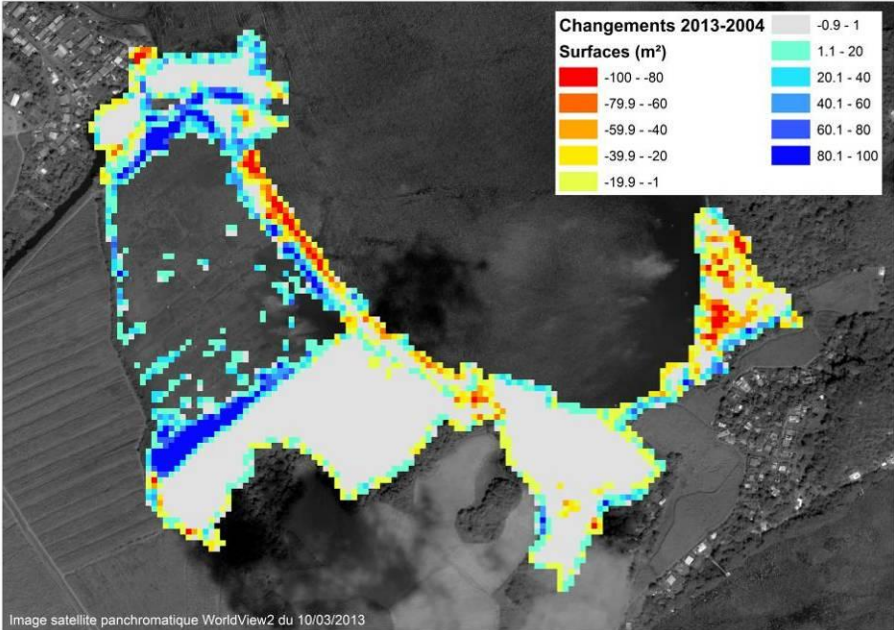 Changements 2013-2004
Surfaces (m²)
-100 - -80
-79.9 - -60
-59.9 - -40
-39.9 - -20
-19.9 - -1
-0.9 - 1
1.1 - 20
20.1 - 40
40.1 - 60
60.1 - 80
80.1 - 100
Image satellite panchromatique WorldView2 du 10/03/2013